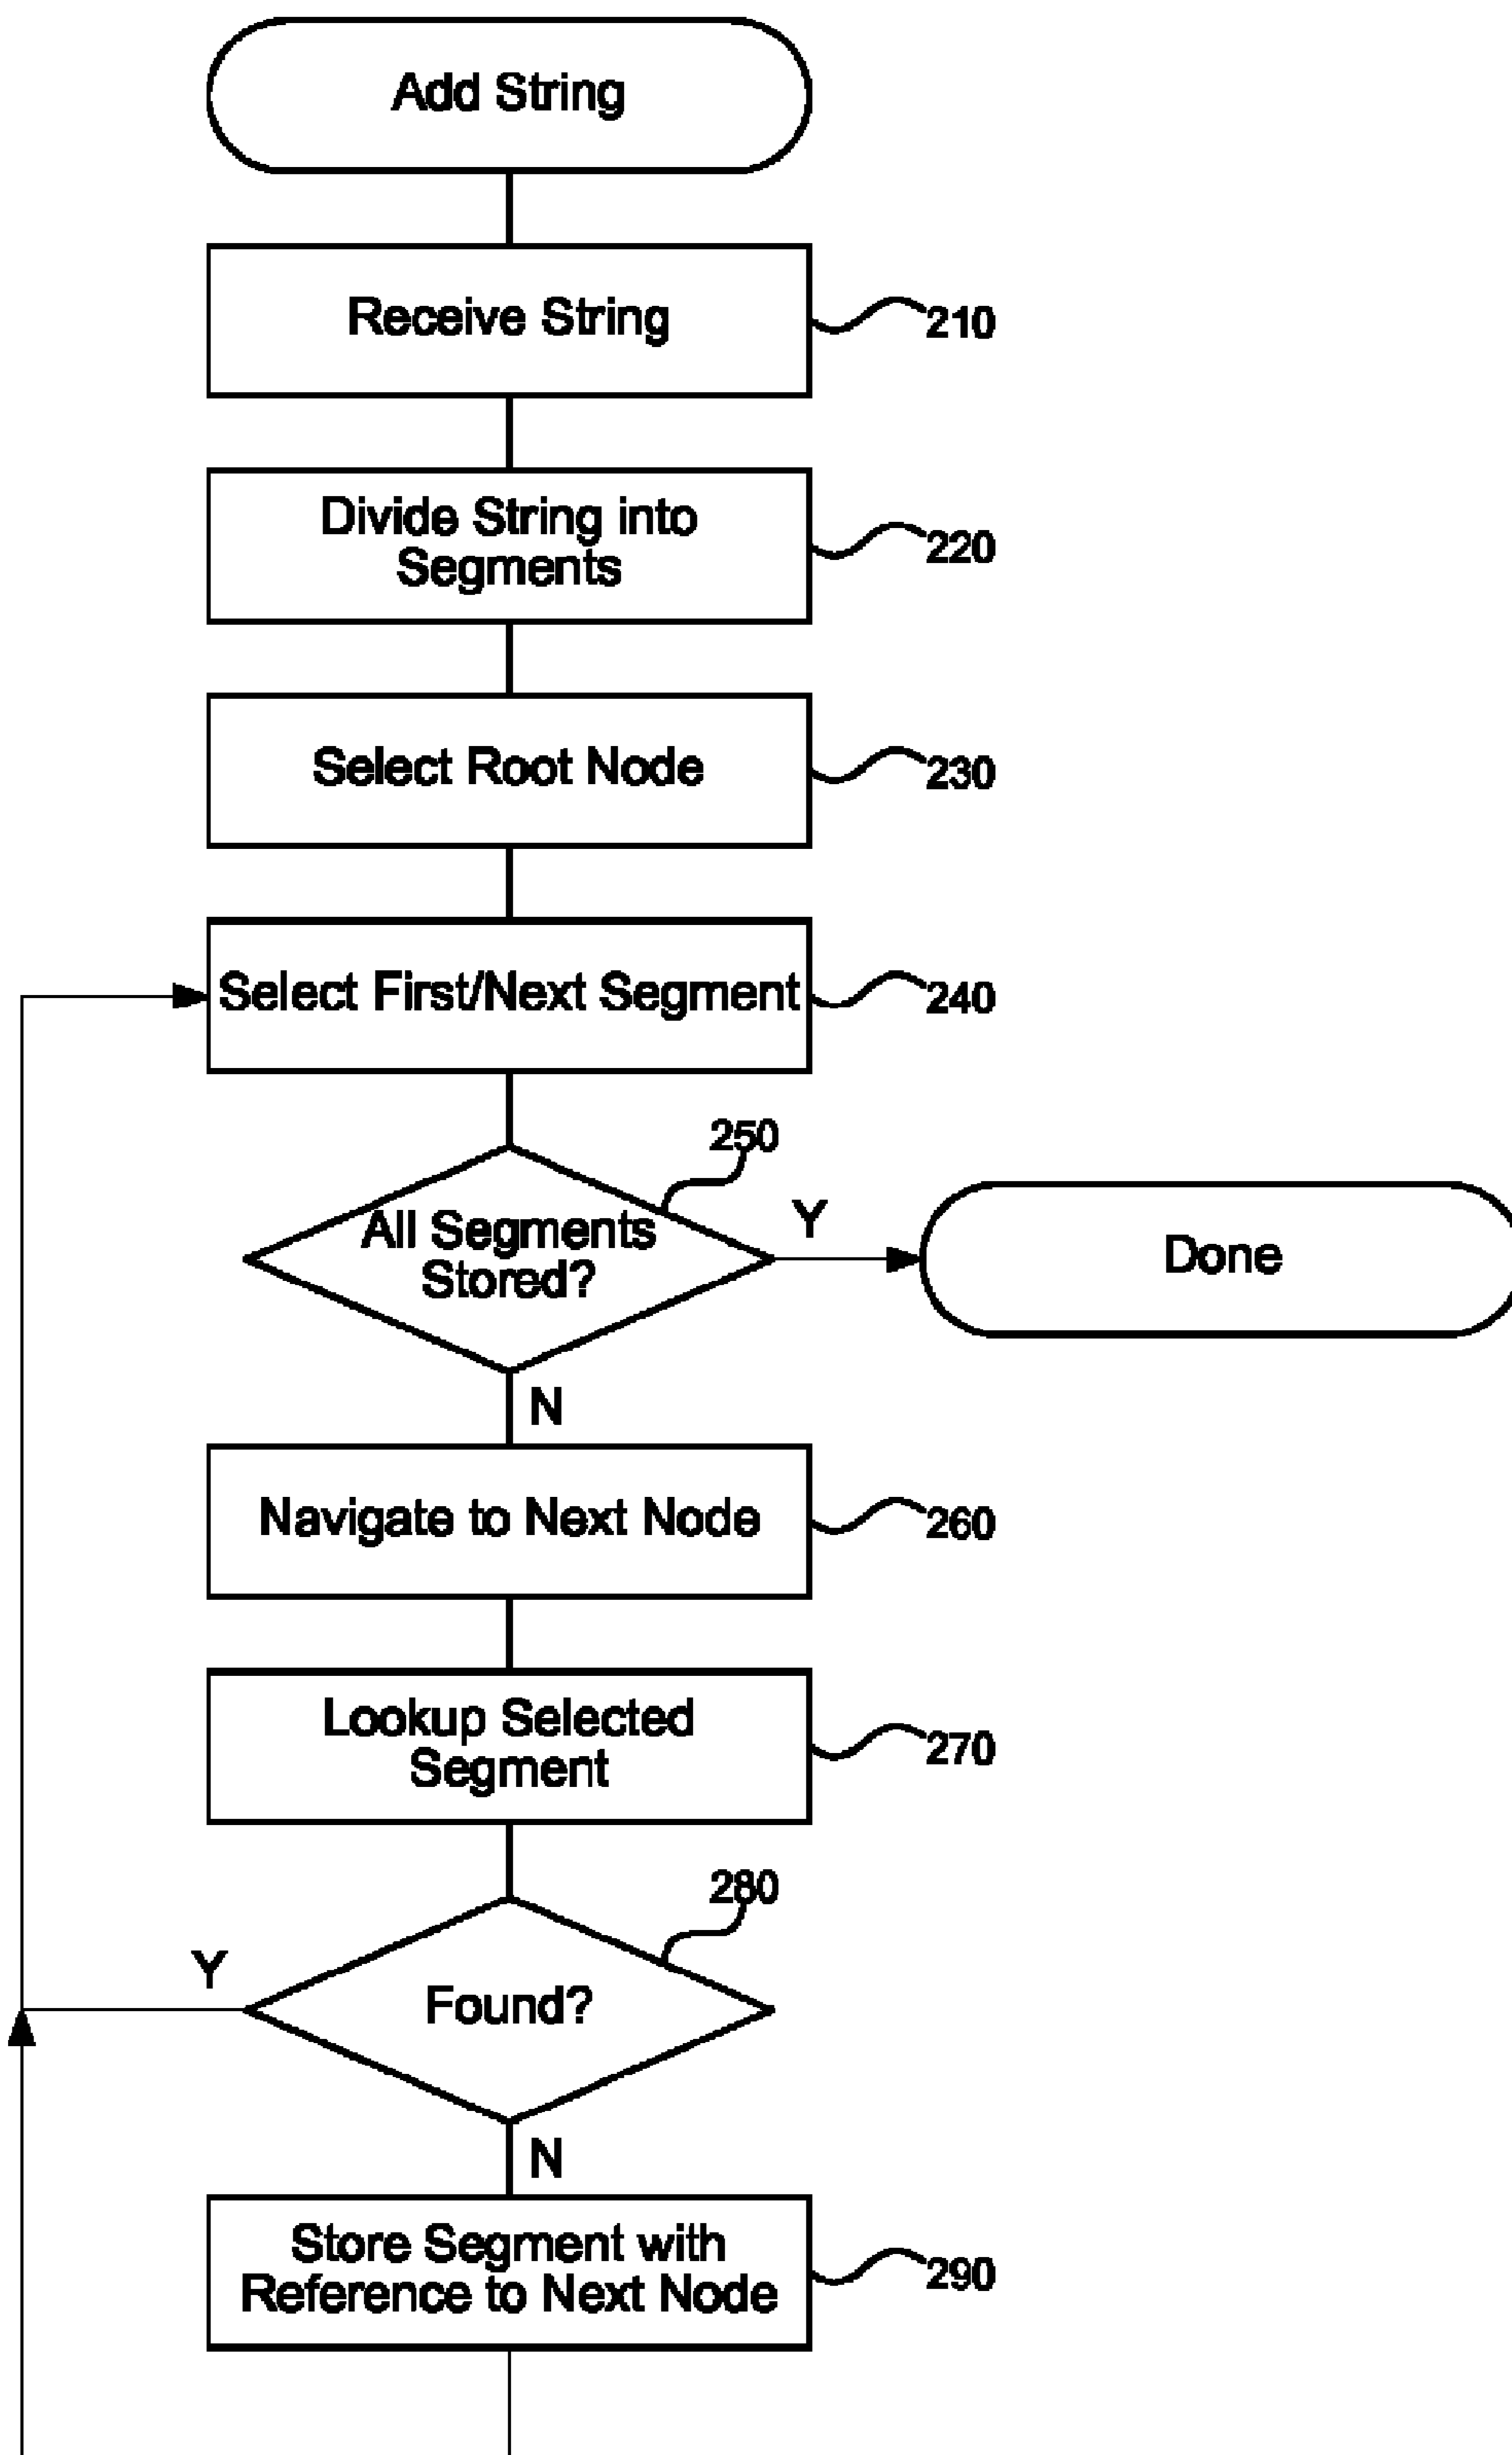 Add String
Receive String
210
Divide String into
Segments
220
Select Root Node
230
Select First/Next Segment
240
250
All Segments
Stored?
Y
Done
N
Navigate to Next Node
260
Lookup Selected
Segment
270
280
Y
Found?
N
Store Segment with
Reference to Next Node
290